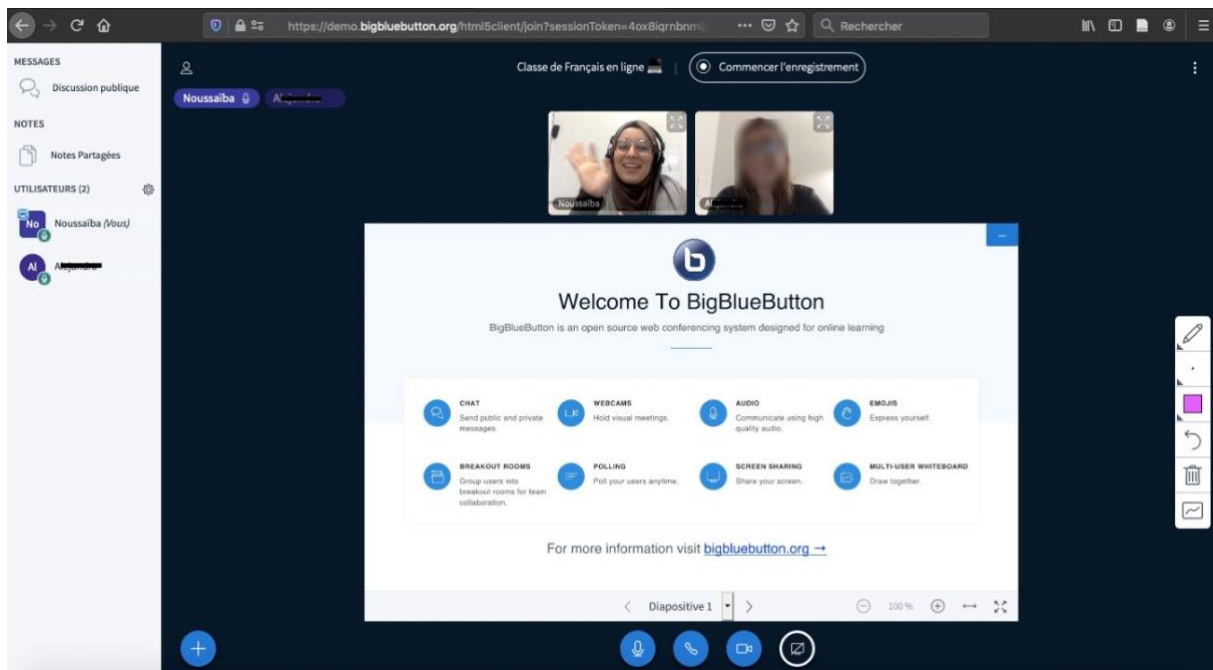 https://demo.bigbluebutton.org/html5client/join?sessionToken=4ox8iqrnbnml
Rechercher
MESSAGES
Discussion publique
NOTES
Notes Partagées
UTILISATEURS (2)
No
Noussaïba (Vous)
Al
Classe de Français en ligne
Commencer l'enregistrement
Noussaïba
Noussaïba
b
Welcome To BigBlueButton
BigBlueButton is an open source web conferencing system designed for online learning
CHAT
Send public and private
messages.
WEBCAMS
Hold visual meetings.
AUDIO
Communicate using high
quality audio.
EMOJIS
Express yourself.
BREAKOUT ROOMS
Group users into
breakout rooms for team
collaboration.
POLLING
Poll your users anytime.
SCREEN SHARING
Share your screen.
MULTI-USER WHITEBOARD
Draw together.
For more information visit bigbluebutton.org →
Diapositive 1
100 %